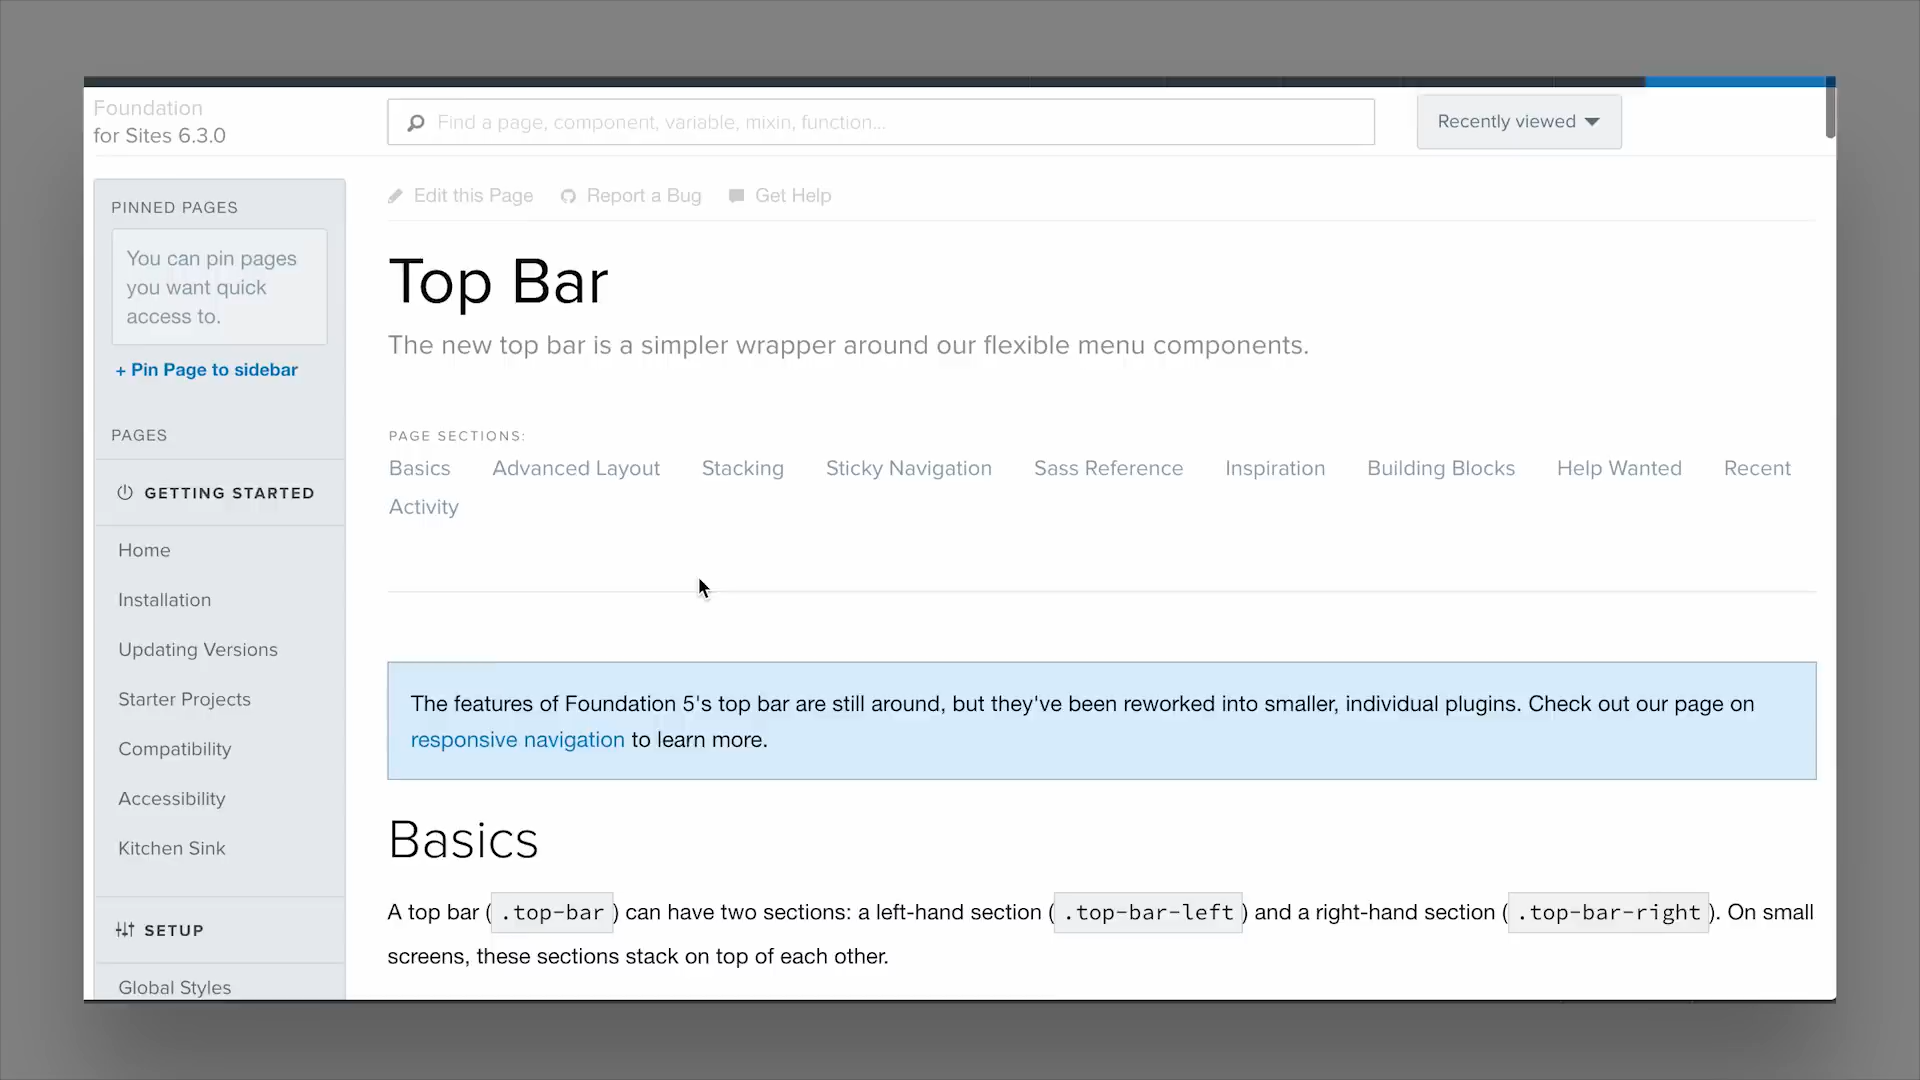 Foundation
for Sites 6.3.0
Find a page, component, variable, mixin, function...
Recently viewed
PINNED PAGES
You can pin pages
you want quick
access to.
+ Pin Page to sidebar
PAGES
GETTING STARTED
Home
Installation
Updating Versions
Starter Projects
Compatibility
Accessibility
Kitchen Sink
SETUP
Global Styles
Edit this Page Report a Bug Get Help
Top Bar
The new top bar is a simpler wrapper around our flexible menu components.
PAGE SECTIONS:
Basics Advanced Layout Stacking Sticky Navigation Sass Reference Inspiration Building Blocks Help Wanted Recent
Activity
The features of Foundation 5's top bar are still around, but they've been reworked into smaller, individual plugins. Check out our page on
responsive navigation to learn more.
Basics
A top bar ( .top-bar ) can have two sections: a left-hand section ( .top-bar-left ) and a right-hand section ( .top-bar-right ). On small
screens, these sections stack on top of each other.